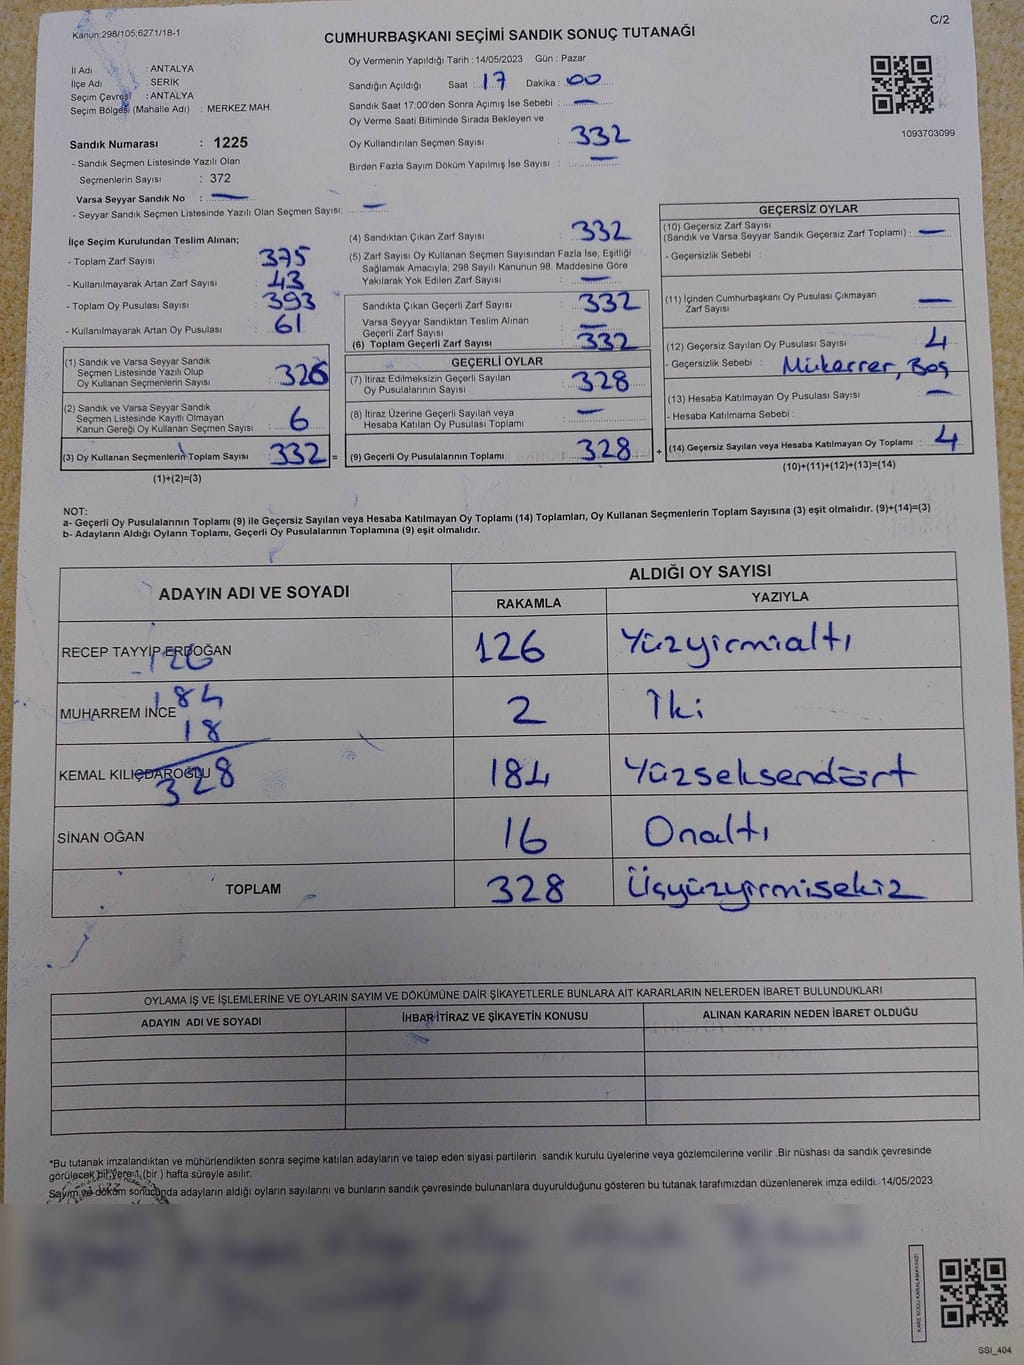 Kanun:298/105;6271/18-1
C/2
CUMHURBAŞKANI SEÇİMİ SANDIK SONUÇ TUTANAĞI
İl Adı : ANTALYA
İlçe Adı : SERİK
Seçim Çevresi : ANTALYA
Seçim Bölgesi (Mahalle Adı) : MERKEZ MAH.
Sandık Numarası : 1225
- Sandık Seçmen Listesinde Yazılı Olan
Seçmenlerin Sayısı : 372
Varsa Seyyar Sandık No : —
- Seyyar Sandık Seçmen Listesinde Yazılı Olan Seçmen Sayısı: —
Oy Vermenin Yapıldığı Tarih : 14/05/2023 Gün : Pazar
Sandığın Açıldığı Saat : 17 Dakika : 00
Sandık Saat 17:00'den Sonra Açımış İse Sebebi : —
Oy Verme Saati Bitiminde Sırada Bekleyen ve
Oy Kullandırılan Seçmen Sayısı : 332
Birden Fazla Sayım Döküm Yapılmış İse Sayısı : —
1093703099
İlçe Seçim Kurulundan Teslim Alınan;
- Toplam Zarf Sayısı : 375
- Kullanılmayarak Artan Zarf Sayısı : 43
- Toplam Oy Pusulası Sayısı : 393
- Kullanılmayarak Artan Oy Pusulası : 61
(1) Sandık ve Varsa Seyyar Sandık
Seçmen Listesinde Yazılı Olup
Oy Kullanan Seçmenlerin Sayısı : 326
(2) Sandık ve Varsa Seyyar Sandık
Seçmen Listesinde Kayıtlı Olmayan
Kanun Gereği Oy Kullanan Seçmen Sayısı : 6
(3) Oy Kullanan Seçmenlerin Toplam Sayısı : 332 =
(1)+(2)=(3)
(4) Sandıktan Çıkan Zarf Sayısı : 332
(5) Zarf Sayısı Oy Kullanan Seçmen Sayısından Fazla İse, Eşitliği
Sağlamak Amacıyla; 298 Sayılı Kanunun 98. Maddesine Göre
Yakılarak Yok Edilen Zarf Sayısı : —
Sandıkta Çıkan Geçerli Zarf Sayısı : 332
Varsa Seyyar Sandıktan Teslim Alınan
Geçerli Zarf Sayısı : —
(6) Toplam Geçerli Zarf Sayısı : 332
GEÇERLİ OYLAR
(7) İtiraz Edilmeksizin Geçerli Sayılan
Oy Pusulalarının Sayısı : 328
(8) İtiraz Üzerine Geçerli Sayılan veya
Hesaba Katılan Oy Pusulası Toplamı : —
(9) Geçerli Oy Pusulalarının Toplamı : 328 +
GEÇERSİZ OYLAR
(10) Geçersiz Zarf Sayısı
(Sandık ve Varsa Seyyar Sandık Geçersiz Zarf Toplamı) : —
- Geçersizlik Sebebi :
(11) İçinden Cumhurbaşkanı Oy Pusulası Çıkmayan
Zarf Sayısı : —
(12) Geçersiz Sayılan Oy Pusulası Sayısı : 4
- Geçersizlik Sebebi : Mükerrer, Boş
(13) Hesaba Katılmayan Oy Pusulası Sayısı : —
- Hesaba Katılmama Sebebi :
(14) Geçersiz Sayılan veya Hesaba Katılmayan Oy Toplamı : 4
(10)+(11)+(12)+(13)=(14)
NOT:
a- Geçerli Oy Pusulalarının Toplamı (9) ile Geçersiz Sayılan veya Hesaba Katılmayan Oy Toplamı (14) Toplamları, Oy Kullanan Seçmenlerin Toplam Sayısına (3) eşit olmalıdır. (9)+(14)=(3)
b- Adayların Aldığı Oyların Toplamı, Geçerli Oy Pusulalarının Toplamına (9) eşit olmalıdır.
ADAYIN ADI VE SOYADI
ALDIĞI OY SAYISI
RAKAMLA YAZIYLA
RECEP TAYYİP ERDOĞAN 126 Yüzyirmialtı
126
184
MUHARREM İNCE 2 İki
18
KEMAL KILIÇDAROĞLU 184 Yüzseksendört
328
SİNAN OĞAN 16 Onaltı
TOPLAM 328 Üçyüzyirmisekiz
OYLAMA İŞ VE İŞLEMLERİNE VE OYLARIN SAYIM VE DÖKÜMÜNE DAİR ŞİKAYETLERLE BUNLARA AİT KARARLARIN NELERDEN İBARET BULUNDUKLARI
ADAYIN ADI VE SOYADI İHBAR İTİRAZ VE ŞİKAYETİN KONUSU ALINAN KARARIN NEDEN İBARET OLDUĞU
*Bu tutanak imzalandıktan ve mühürlendikten sonra seçime katılan adayların ve talep eden siyasi partilerin sandık kurulu üyelerine veya gözlemcilerine verilir .Bir nüshası da sandık çevresinde
görülecek bir yere 1 (bir ) hafta süreyle asılır.
Sayım ve döküm sonucunda adayların aldığı oyların sayılarını ve bunların sandık çevresinde bulunanlara duyurulduğunu gösteren bu tutanak tarafımızdan düzenlenerek imza edildi. 14/05/2023
KARE KODU KARALAMAYINIZ!
SSI_404